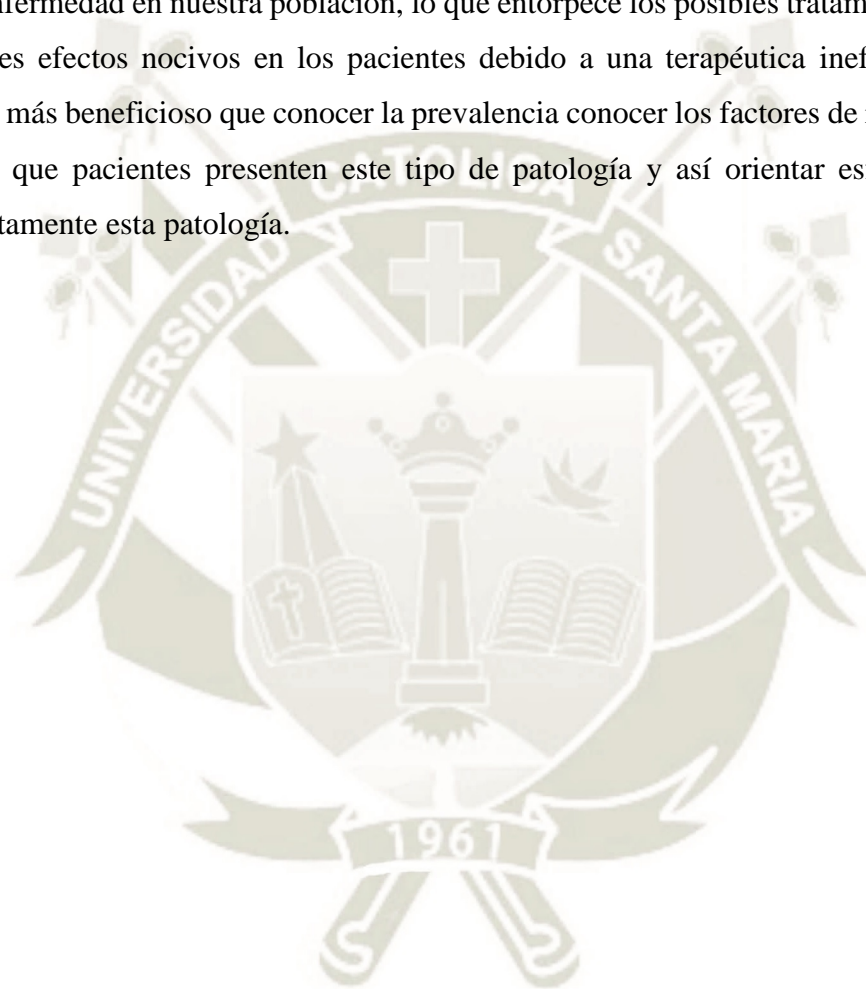 nfermedad en nuestra población, lo que entorpece los posibles tratam
es efectos nocivos en los pacientes debido a una terapéutica inef
más beneficioso que conocer la prevalencia conocer los factores de
que pacientes presenten este tipo de patología y así orientar es
tamente esta patología.
UNIVERSIDAD CATOLICA SANTA MARIA
1961